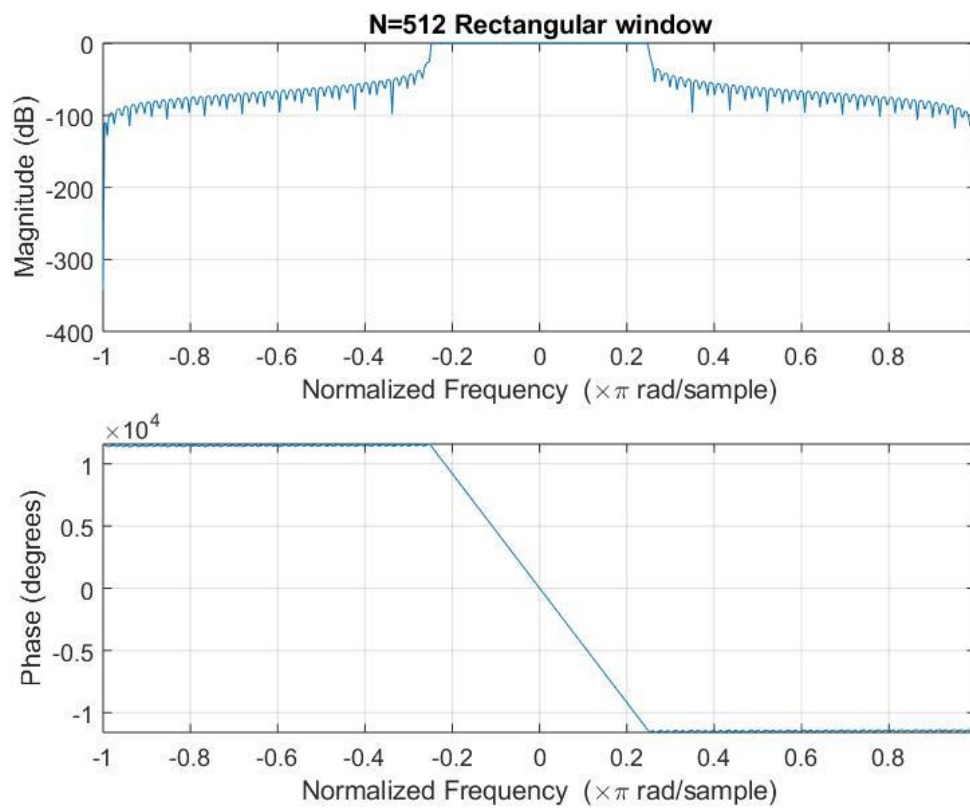 N=512 Rectangular window
0
-100
-200
-300
-400
Magnitude (dB)
-1 -0.8 -0.6 -0.4 -0.2 0 0.2 0.4 0.6 0.8
Normalized Frequency (×π rad/sample)
×10⁴
1
0.5
0
-0.5
-1
Phase (degrees)
-1 -0.8 -0.6 -0.4 -0.2 0 0.2 0.4 0.6 0.8
Normalized Frequency (×π rad/sample)